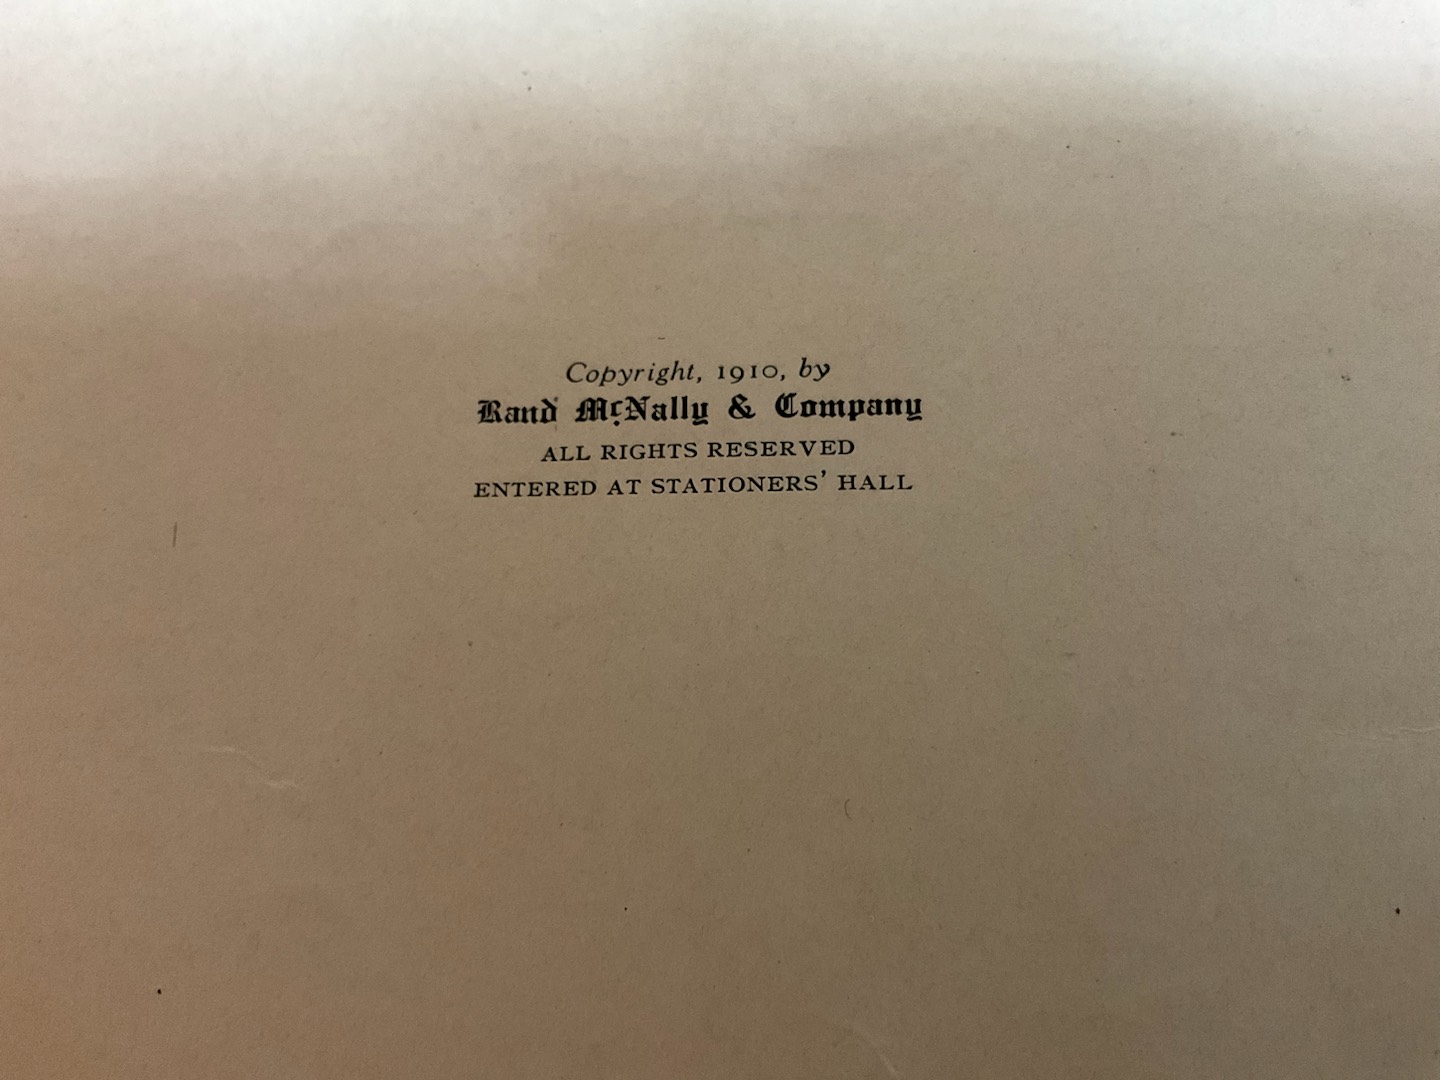 Copyright, 1910, by
Rand McNally & Company
ALL RIGHTS RESERVED
ENTERED AT STATIONERS' HALL